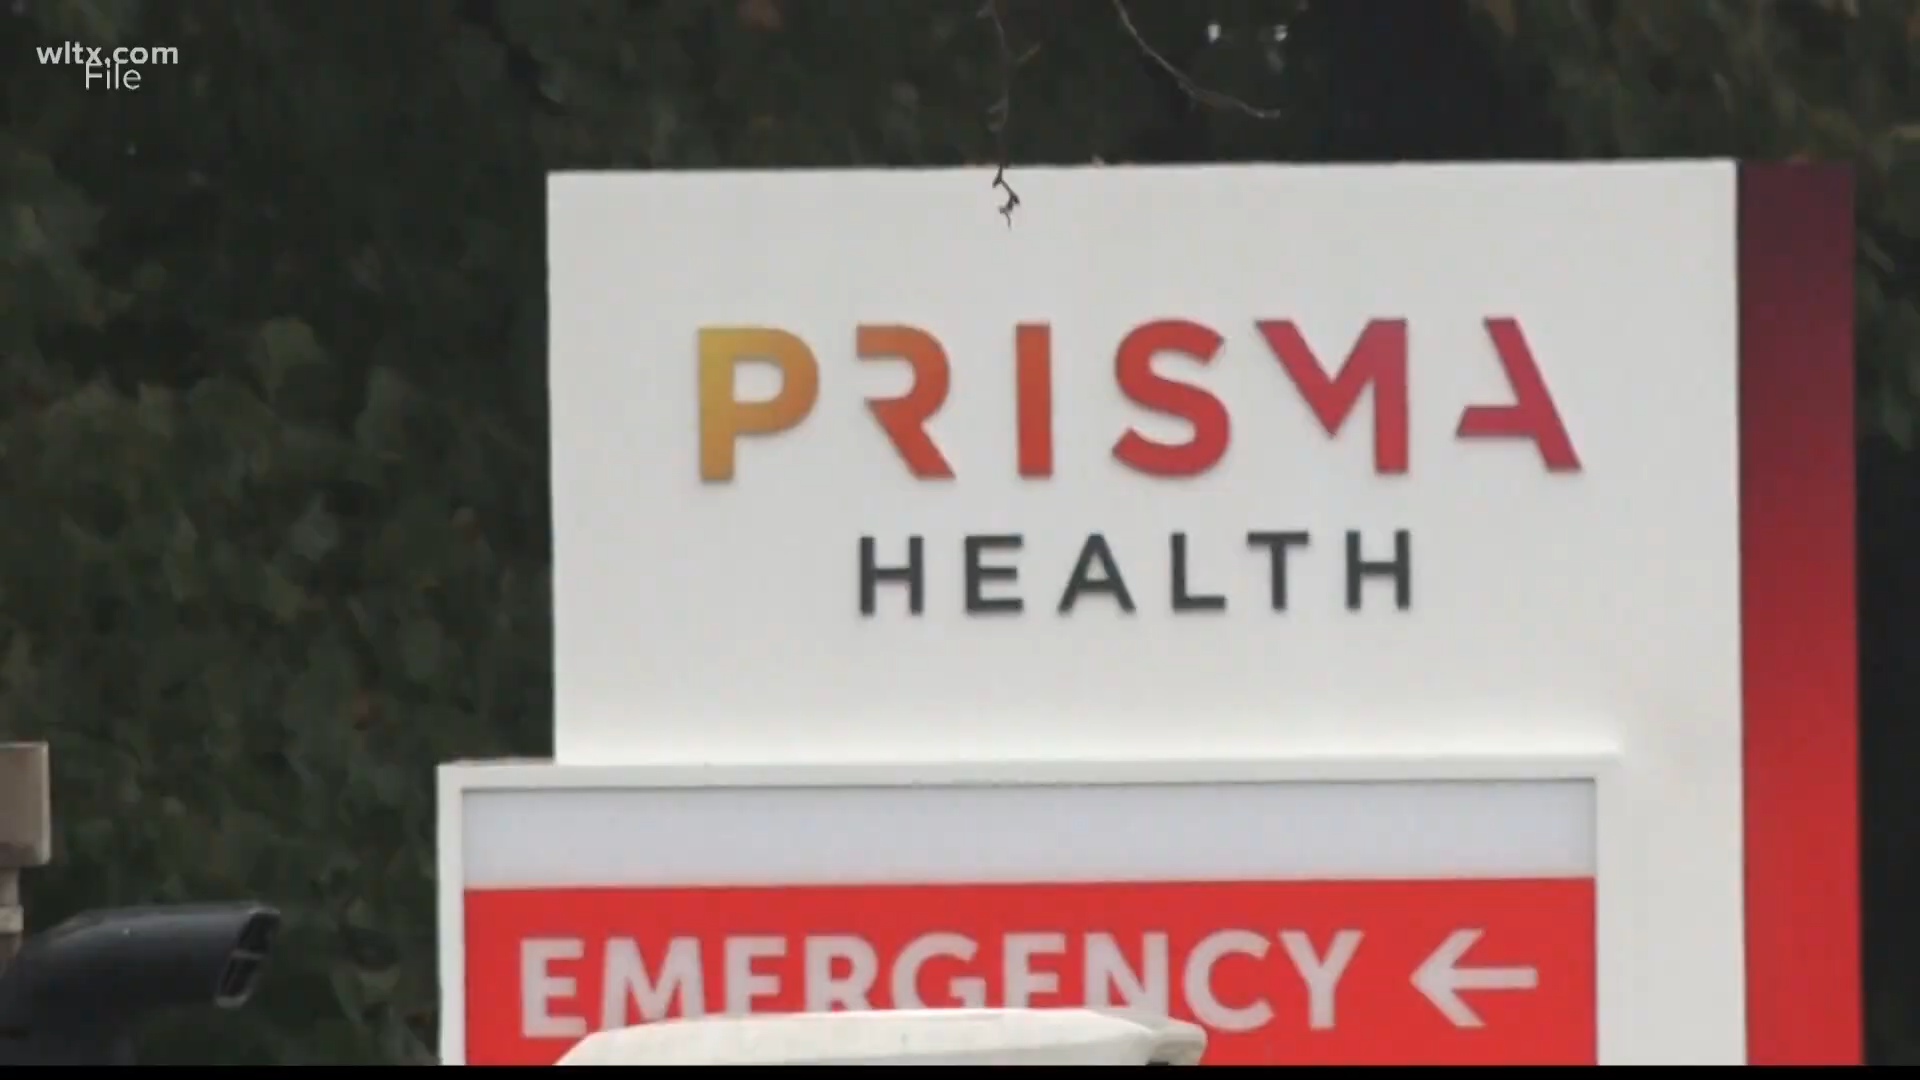 wltx.com
File
PRISMA
HEALTH
EMERGENCY ←